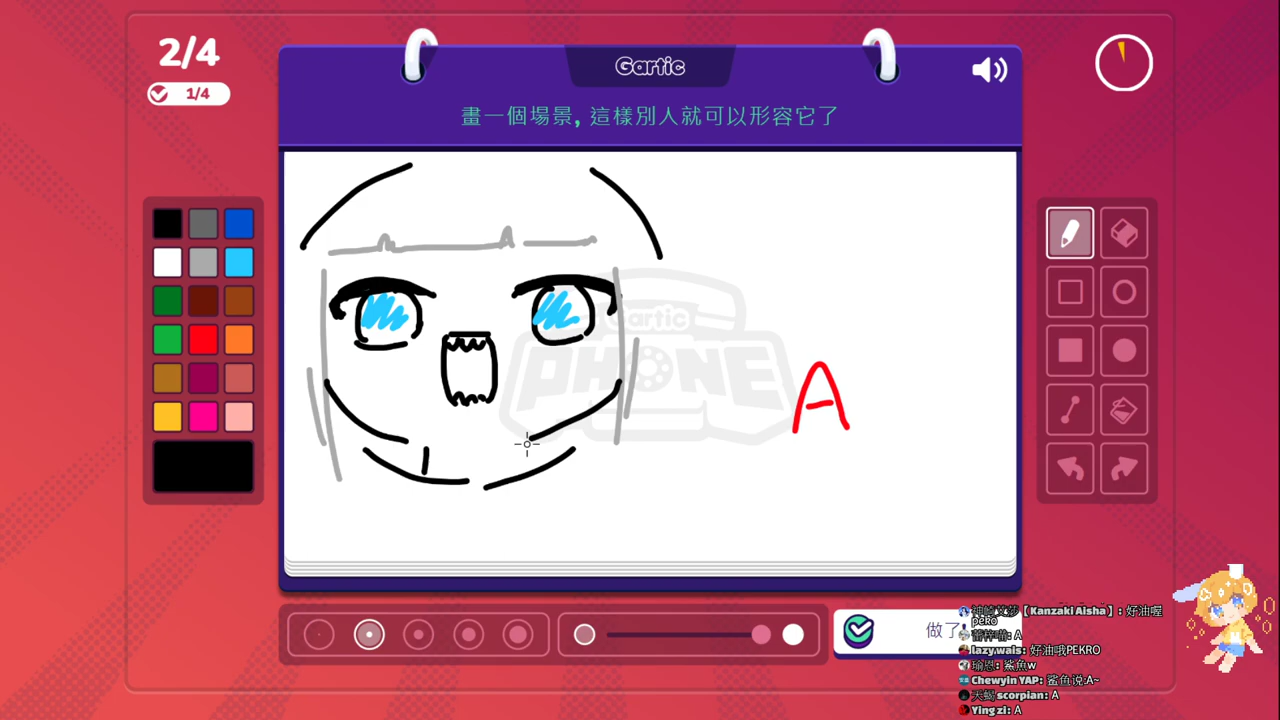 2/4
1/4
Gartic
畫一個場景, 這樣別人就可以形容它了
Gartic
PHONE
A
做了
神崎艾莎【Kanzaki Aisha】: 好油喔
peko
: A
lazy.wais: 好油哦PEKRO
瑜恩: 鯊魚w
Chewyin YAP: 鲨鱼说:A~
天蝎 scorpian: A
Ying zi: A